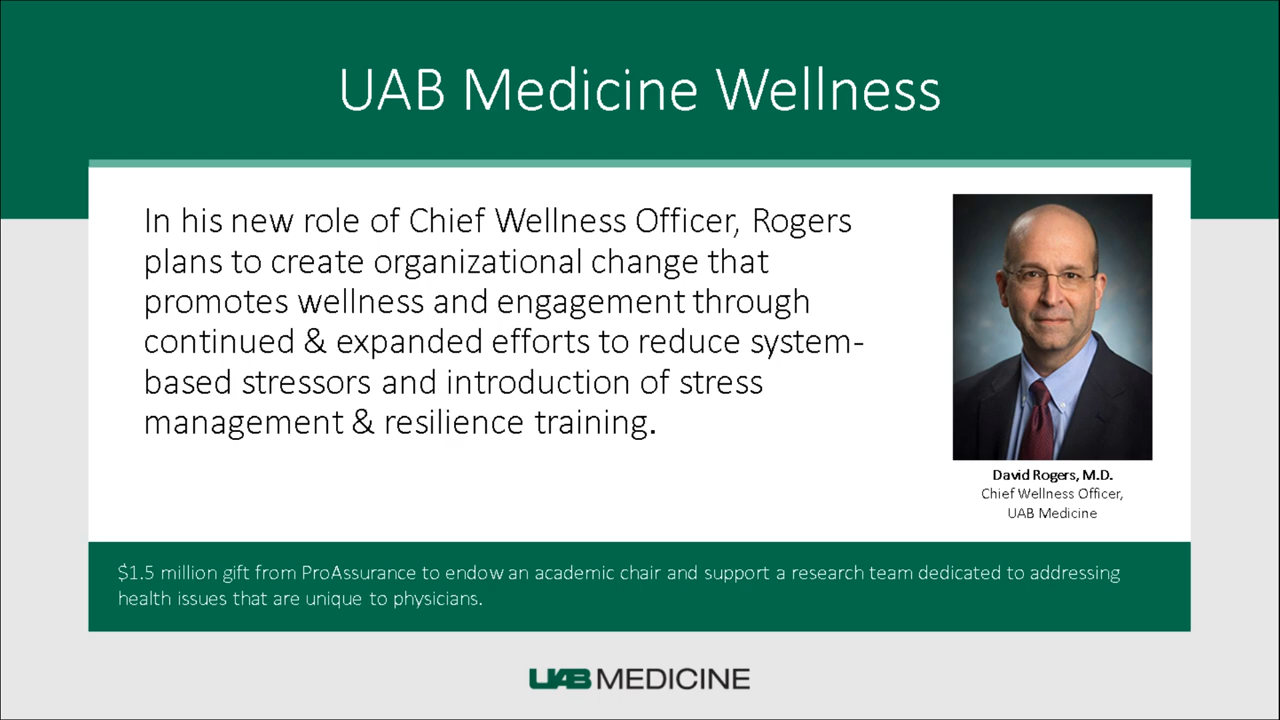 UAB Medicine Wellness
In his new role of Chief Wellness Officer, Rogers
plans to create organizational change that
promotes wellness and engagement through
continued & expanded efforts to reduce system-
based stressors and introduction of stress
management & resilience training.
David Rogers, M.D.
Chief Wellness Officer,
UAB Medicine
$1.5 million gift from ProAssurance to endow an academic chair and support a research team dedicated to addressing
health issues that are unique to physicians.
UAB MEDICINE